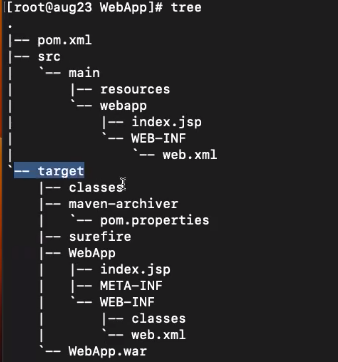 [root@aug23 WebApp]# tree
.
|-- pom.xml
|-- src
|   `-- main
|       |-- resources
|       `-- webapp
|           |-- index.jsp
|           `-- WEB-INF
|               `-- web.xml
`-- target
    |-- classes
    |-- maven-archiver
    |   `-- pom.properties
    |-- surefire
    |-- WebApp
    |   |-- index.jsp
    |   |-- META-INF
    |   `-- WEB-INF
    |       |-- classes
    |       `-- web.xml
    `-- WebApp.war